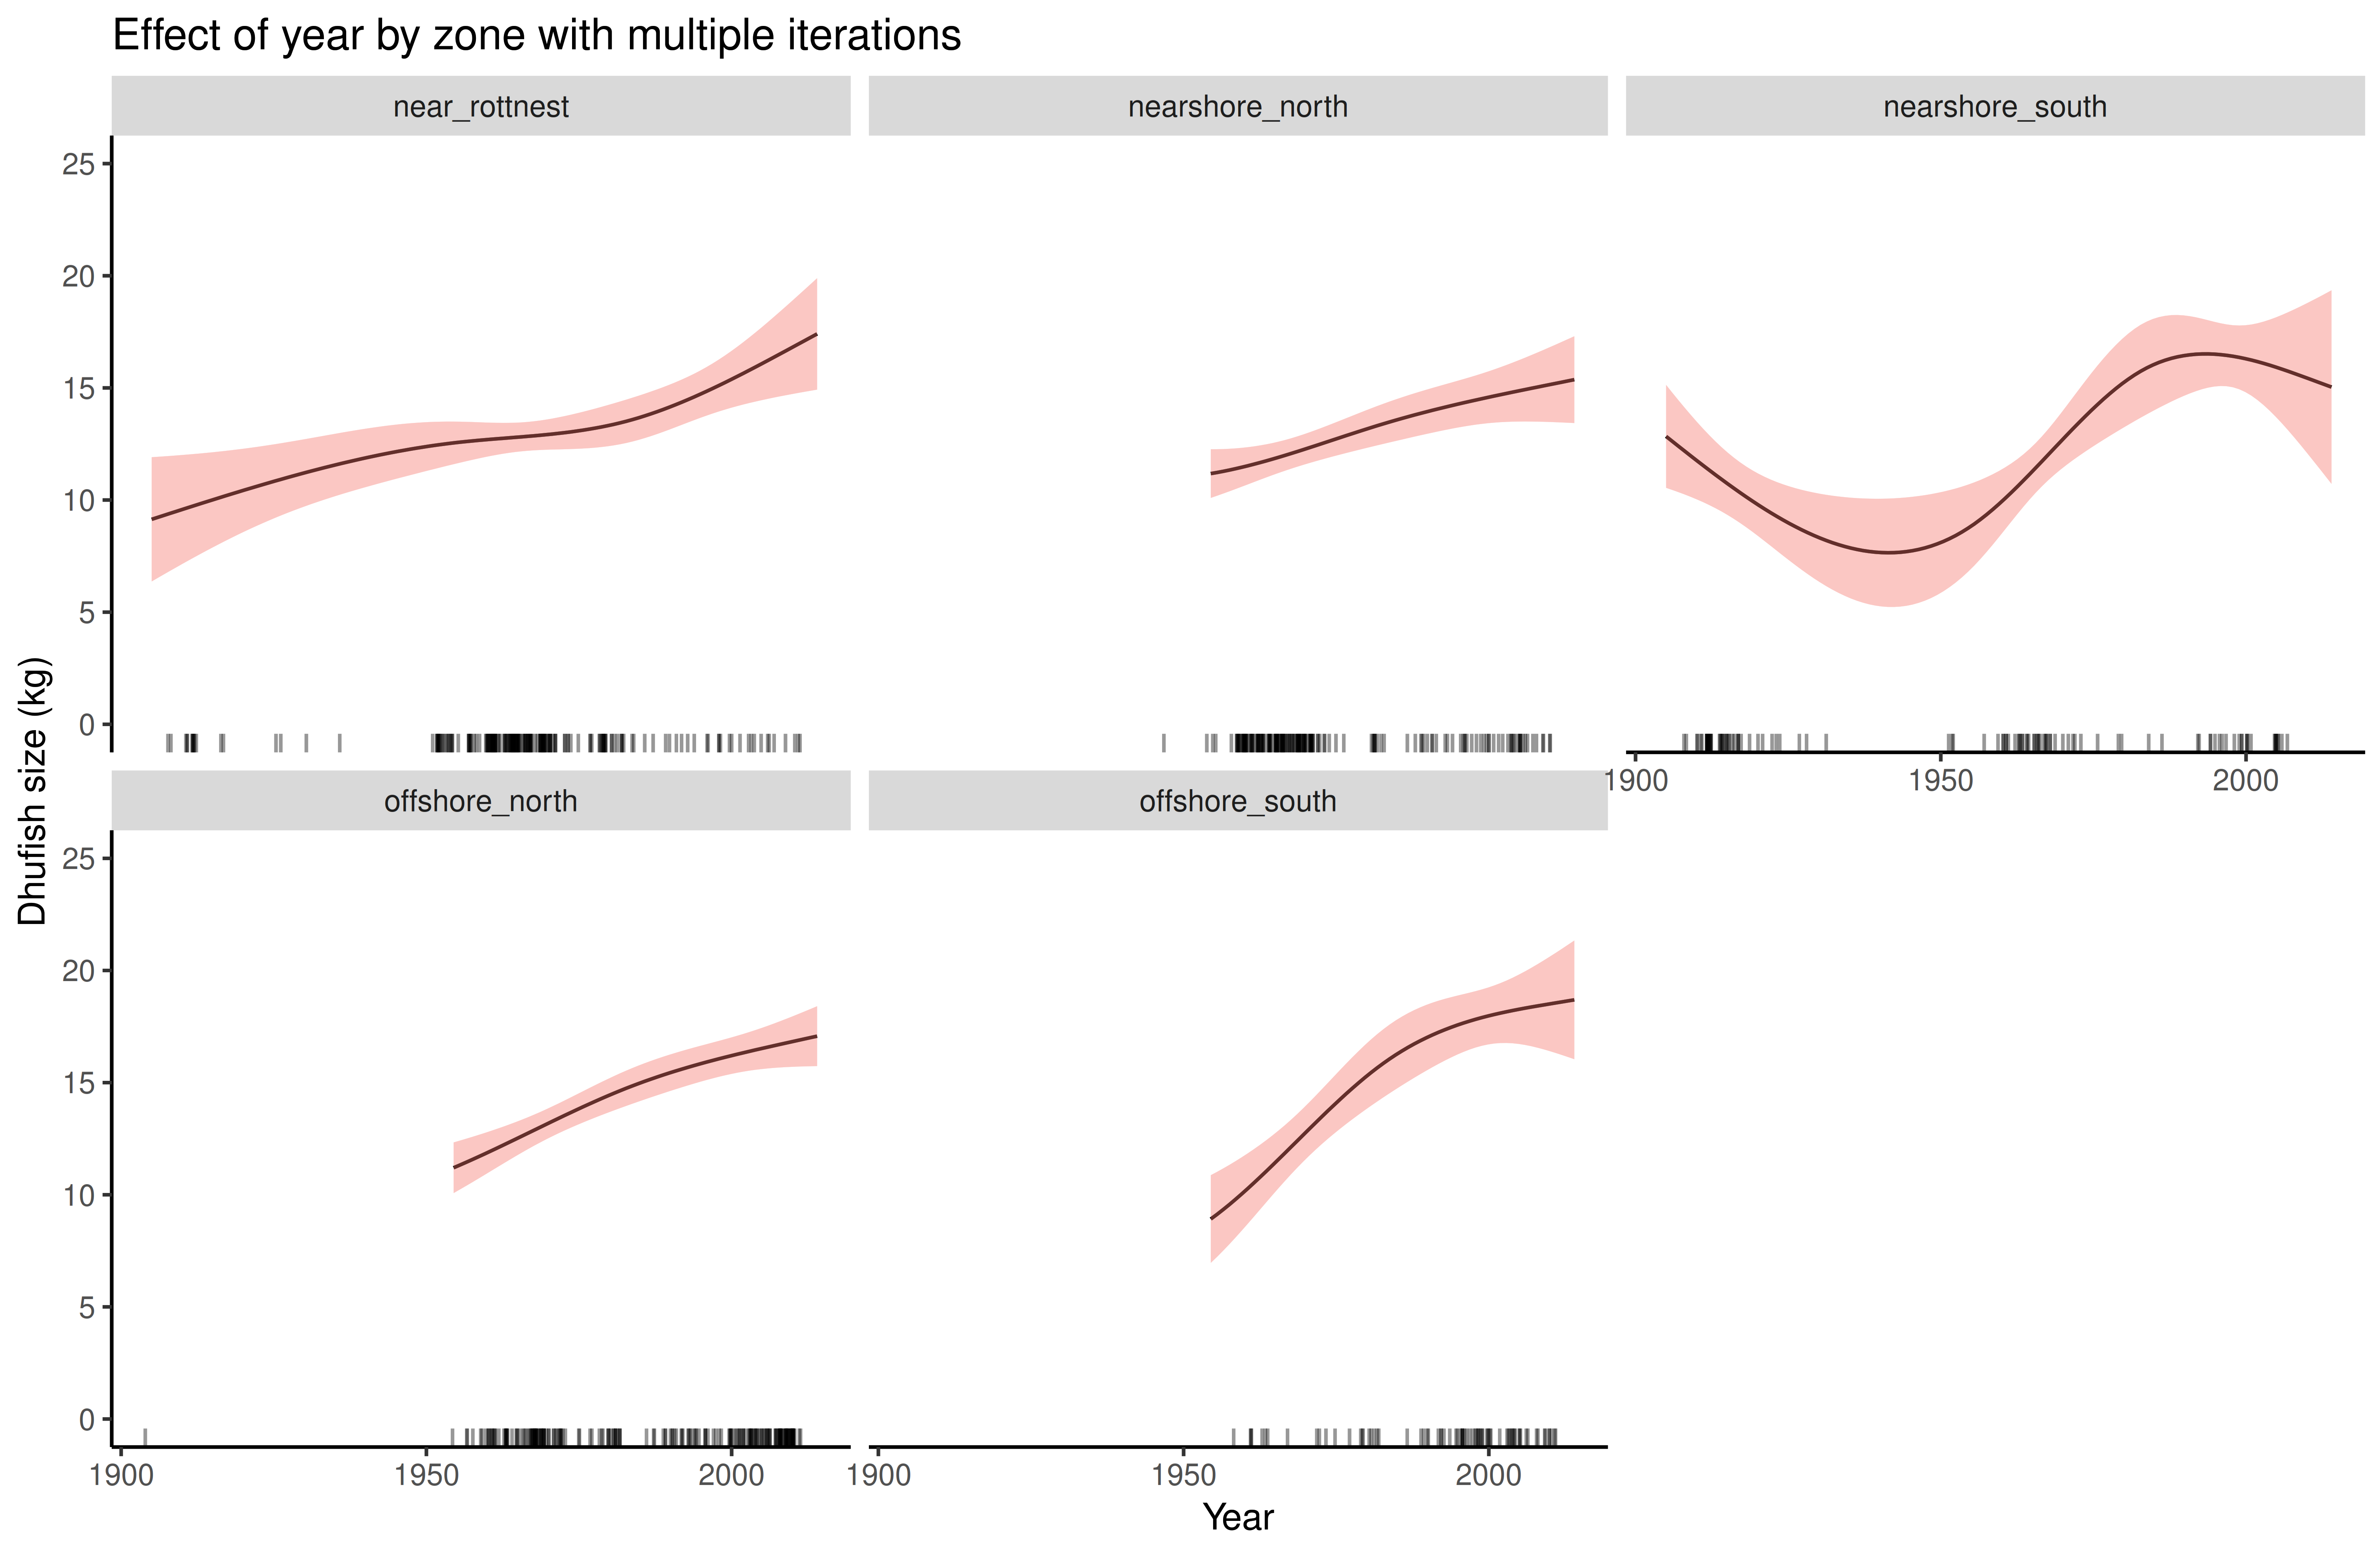 Effect of year by zone with multiple iterations
near_rottnest
nearshore_north
nearshore_south
25
20
15
10
5
0
1900
1950
2000
offshore_north
offshore_south
25
20
15
10
5
0
1900
1950
2000
1900
1950
2000
Dhufish size (kg)
Year